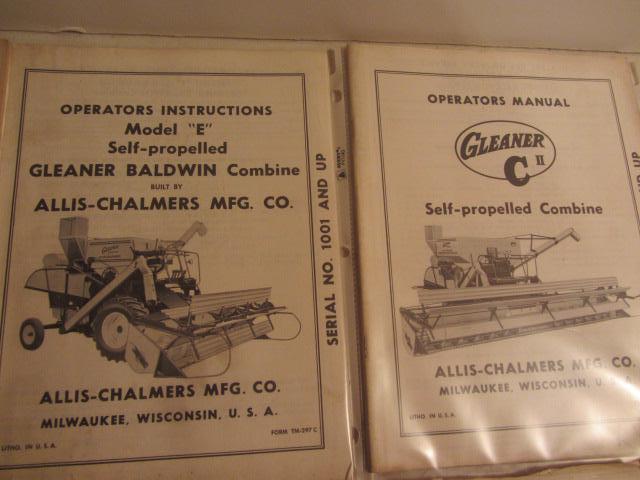 OPERATORS INSTRUCTIONS
Model "E"
Self-propelled
GLEANER BALDWIN Combine
BUILT BY
ALLIS-CHALMERS MFG. CO.
Gleaner
ALLIS-CHALMERS MFG. CO.
MILWAUKEE, WISCONSIN, U. S. A.
FORM TM-297 C
LITHO. IN U. S. A.
SERIAL NO. 1001 AND UP
OPERATORS MANUAL
GLEANER
C II
Self-propelled Combine
ALLIS-CHALMERS MFG. CO.
MILWAUKEE, WISCONSIN, U. S.
LITHO. IN U. S. A.
UP